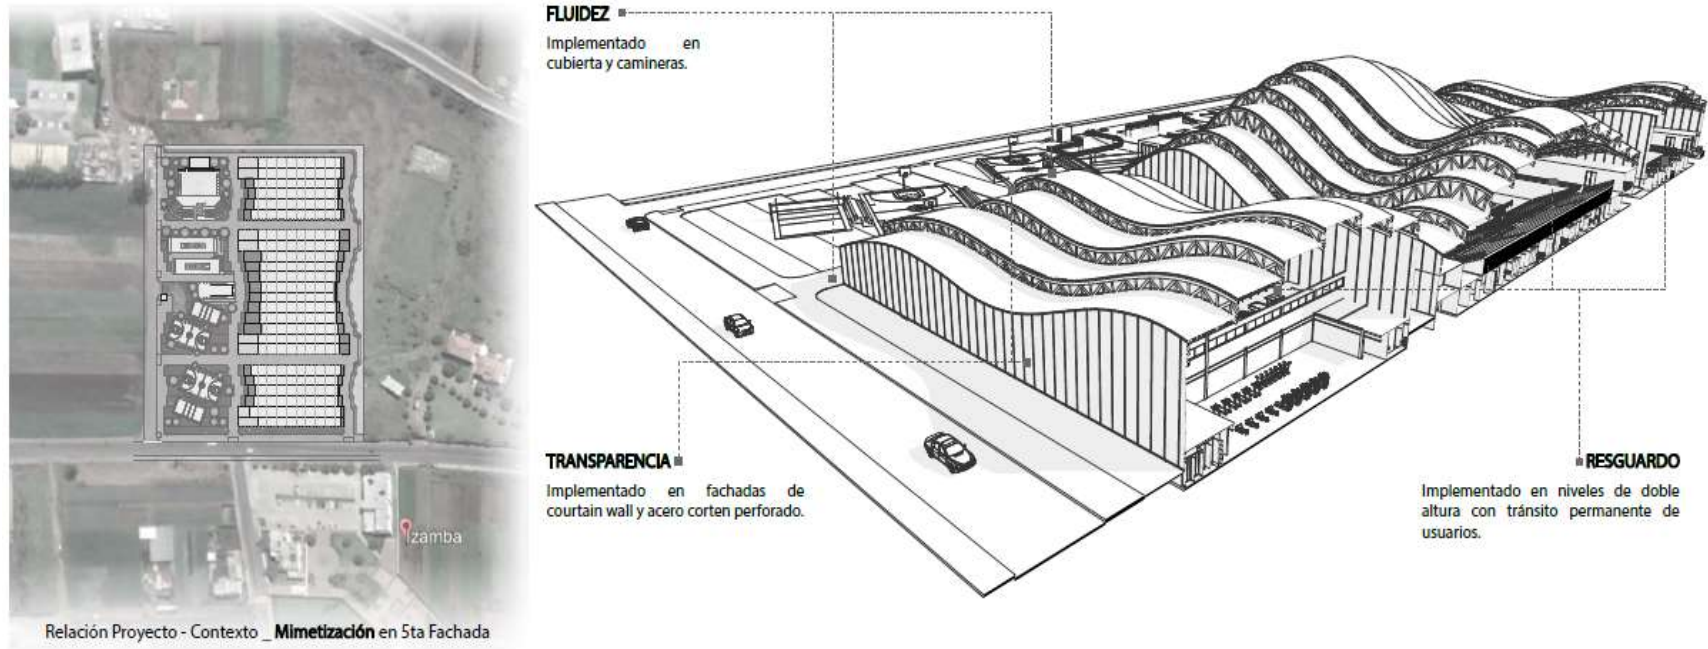 FLUIDEZ
Implementado en
cubierta y camineras.
TRANSPARENCIA
Implementado en fachadas de
courtain wall y acero corten perforado.
RESGUARDO
Implementado en niveles de doble
altura con tránsito permanente de
usuarios.
Izamba
Relación Proyecto - Contexto _ Mimetización en 5ta Fachada